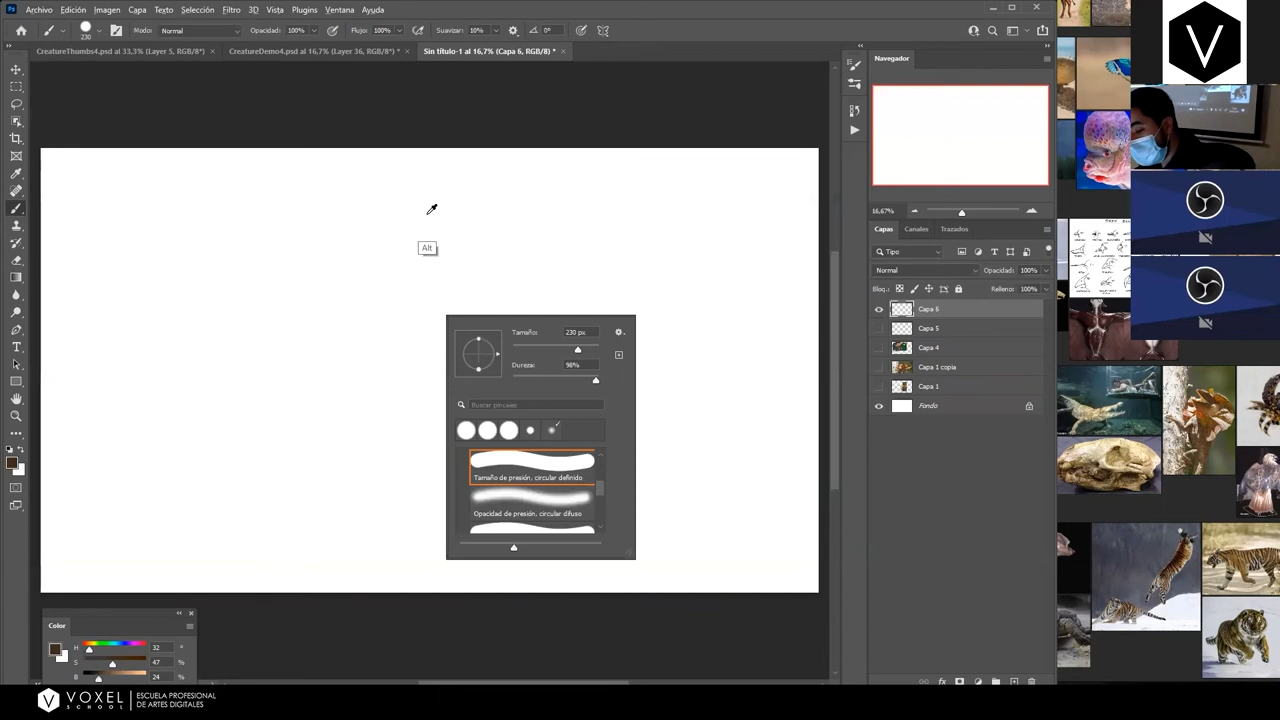 Ps Archivo Edición Imagen Capa Texto Selección Filtro 3D Vista Plugins Ventana Ayuda
230 Modo: Normal Opacidad: 100% Flujo: 100% Suavizar: 10% 0°
CreatureThumbs4.psd al 33,3% (Layer 5, RGB/8*) × CreatureDemo4.psd al 16,7% (Layer 36, RGB/8*) * × Sin título-1 al 16,7% (Capa 6, RGB/8) * ×
Navegador
16,67%
Capas Canales Trazados
Tipo
Normal Opacidad: 100%
Bloq.: Relleno: 100%
Capa 6
Capa 5
Capa 4
Capa 1 copia
Capa 1
Fondo
Alt
Tamaño: 230 px
Dureza: 98%
Buscar pinceles
Tamaño de presión, circular definido
Opacidad de presión, circular difuso
Color
H 32 °
S 47 %
B 24 %
V
VOXEL SCHOOL
ESCUELA PROFESIONAL
DE ARTES DIGITALES